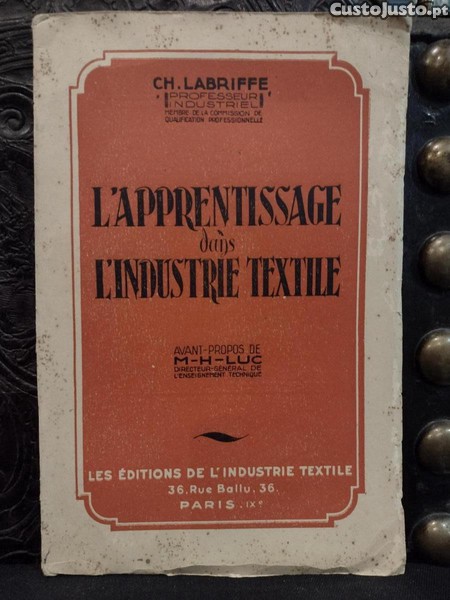 CustoJusto.pt
CH. LABRIFFE
PROFESSEUR
INDUSTRIEL
MEMBRE DE LA COMMISSION DE
QUALIFICATION PROFESSIONNELLE
L'APPRENTISSAGE
dans
L'INDUSTRIE TEXTILE
AVANT-PROPOS DE
M-H-LUC
DIRECTEUR-GÉNÉRAL DE
L'ENSEIGNEMENT TECHNIQUE
LES ÉDITIONS DE L'INDUSTRIE TEXTILE
36, Rue Ballu, 36.
PARIS. IXe